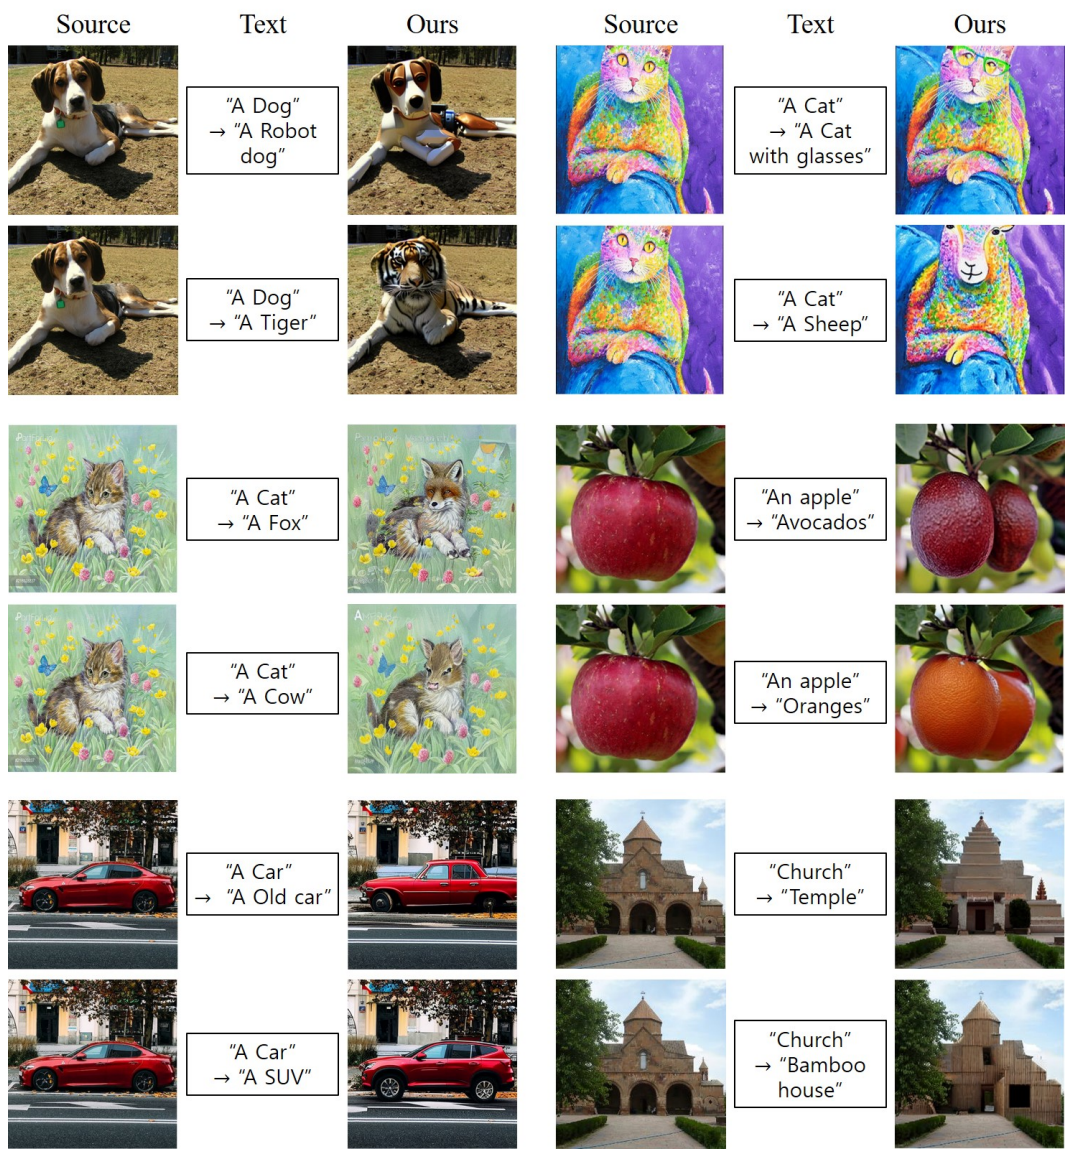 Source Text Ours Source Text Ours
“A Dog”
→ “A Robot
dog”
“A Cat”
→ “A Cat
with glasses”
“A Dog”
→ “A Tiger”
“A Cat”
→ “A Sheep”
“A Cat”
→ “A Fox”
“An apple”
→ “Avocados”
“A Cat”
→ “A Cow”
“An apple”
→ “Oranges”
“A Car”
→ “A Old car”
“Church”
→ “Temple”
“A Car”
→ “A SUV”
“Church”
→ “Bamboo
house”